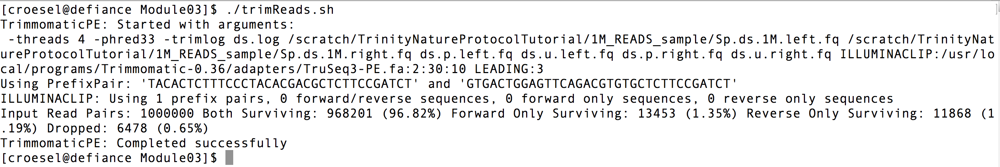 [croesel@defiance Module03]$ ./trimReads.sh
TrimmomaticPE: Started with arguments:
 -threads 4 -phred33 -trimlog ds.log /scratch/TrinityNatureProtocolTutorial/1M_READS_sample/Sp.ds.1M.left.fq /scratch/TrinityNat
ureProtocolTutorial/1M_READS_sample/Sp.ds.1M.right.fq ds.p.left.fq ds.u.left.fq ds.p.right.fq ds.u.right.fq ILLUMINACLIP:/usr/lo
cal/programs/Trimmomatic-0.36/adapters/TruSeq3-PE.fa:2:30:10 LEADING:3
Using PrefixPair: 'TACACTCTTTCCCTACACGACGCTCTTCCGATCT' and 'GTGACTGGAGTTCAGACGTGTGCTCTTCCGATCT'
ILLUMINACLIP: Using 1 prefix pairs, 0 forward/reverse sequences, 0 forward only sequences, 0 reverse only sequences
Input Read Pairs: 1000000 Both Surviving: 968201 (96.82%) Forward Only Surviving: 13453 (1.35%) Reverse Only Surviving: 11868 (1
.19%) Dropped: 6478 (0.65%)
TrimmomaticPE: Completed successfully
[croesel@defiance Module03]$